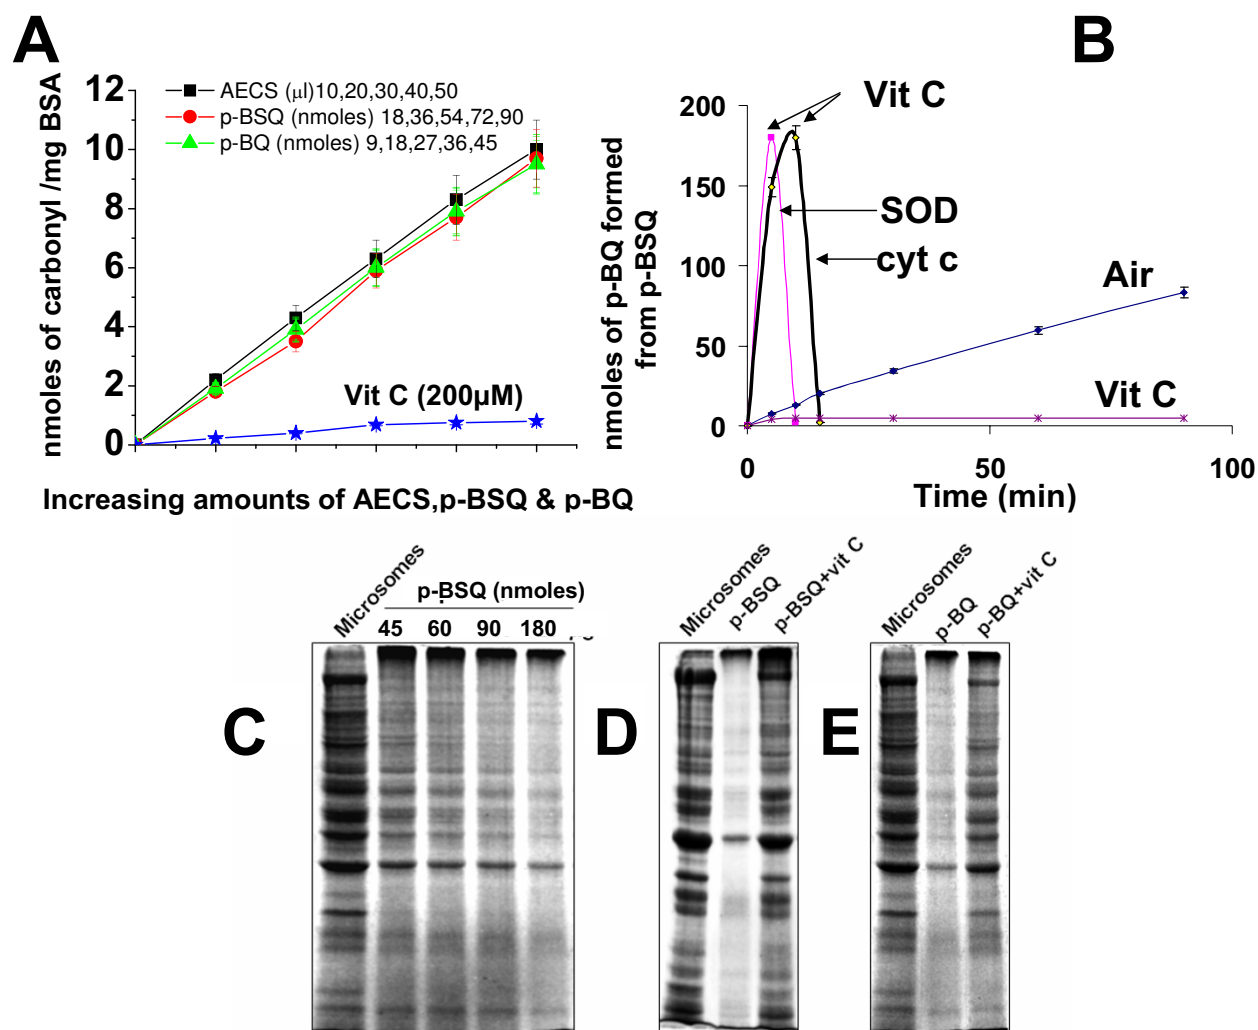 A
B
nmoles of carbonyl /mg BSA
12
10
8
6
4
2
0
AECS (µl)10,20,30,40,50
p-BSQ (nmoles) 18,36,54,72,90
p-BQ (nmoles) 9,18,27,36,45
Vit C (200µM)
Increasing amounts of AECS,p-BSQ & p-BQ
nmoles of p-BQ formed
from p-BSQ
200
150
100
50
0
Vit C
SOD
cyt c
Air
Vit C
0
50
100
Time (min)
C
Microsomes
p-BSQ (nmoles)
45 60 90 180
D
Microsomes
p-BSQ
p-BSQ+vit C
E
Microsomes
p-BQ
p-BQ+vit C